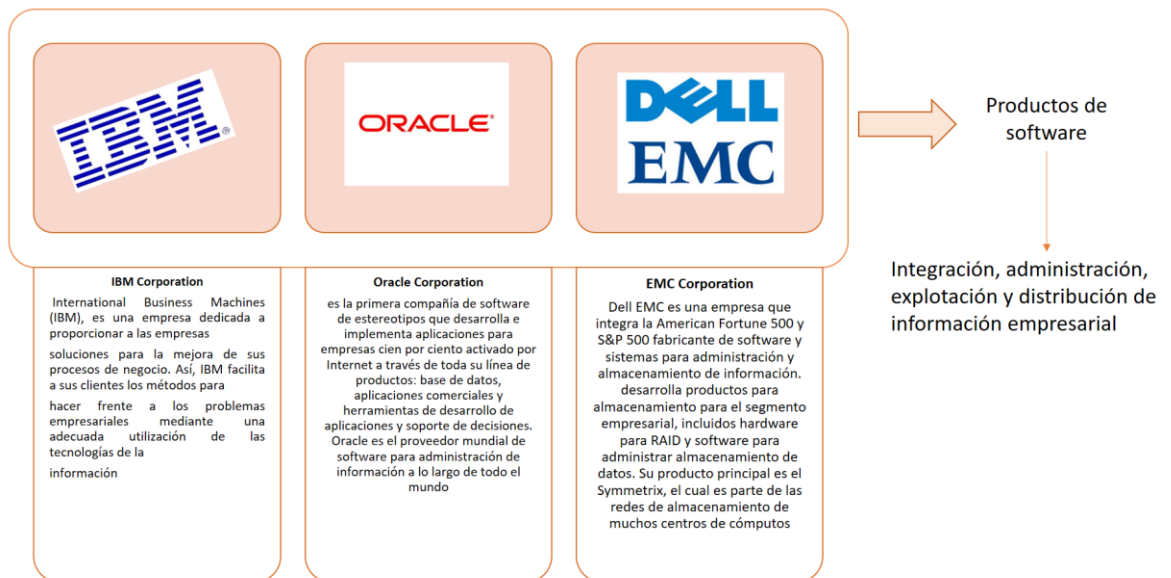 IBM®
ORACLE®
DELL
EMC
Productos de
software
Integración, administración,
explotación y distribución de
información empresarial
IBM Corporation
International Business Machines
(IBM), es una empresa dedicada a
proporcionar a las empresas
soluciones para la mejora de sus
procesos de negocio. Así, IBM facilita
a sus clientes los métodos para
hacer frente a los problemas
empresariales mediante una
adecuada utilización de las
tecnologías de la
información
Oracle Corporation
es la primera compañía de software
de estereotipos que desarrolla e
implementa aplicaciones para
empresas cien por ciento activado por
Internet a través de toda su línea de
productos: base de datos,
aplicaciones comerciales y
herramientas de desarrollo de
aplicaciones y soporte de decisiones.
Oracle es el proveedor mundial de
software para administración de
información a lo largo de todo el
mundo
EMC Corporation
Dell EMC es una empresa que
integra la American Fortune 500 y
S&P 500 fabricante de software y
sistemas para administración y
almacenamiento de información.
desarrolla productos para
almacenamiento para el segmento
empresarial, incluidos hardware
para RAID y software para
administrar almacenamiento de
datos. Su producto principal es el
Symmetrix, el cual es parte de las
redes de almacenamiento de
muchos centros de cómputos